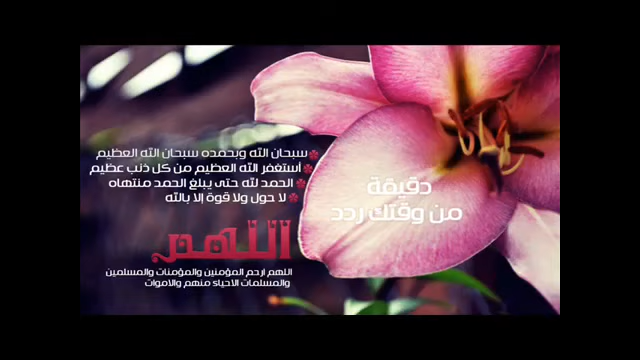 سبحان الله وبحمده سبحان الله العظيم
أستغفر الله العظيم من كل ذنب عظيم
الحمد لله حتى يبلغ الحمد منتهاه
لا حول ولا قوة إلا بالله
دقيقة
من وقتك ردد
اللهم
اللهم ارحم المؤمنين والمؤمنات والمسلمين
والمسلمات الاحياء منهم والاموات